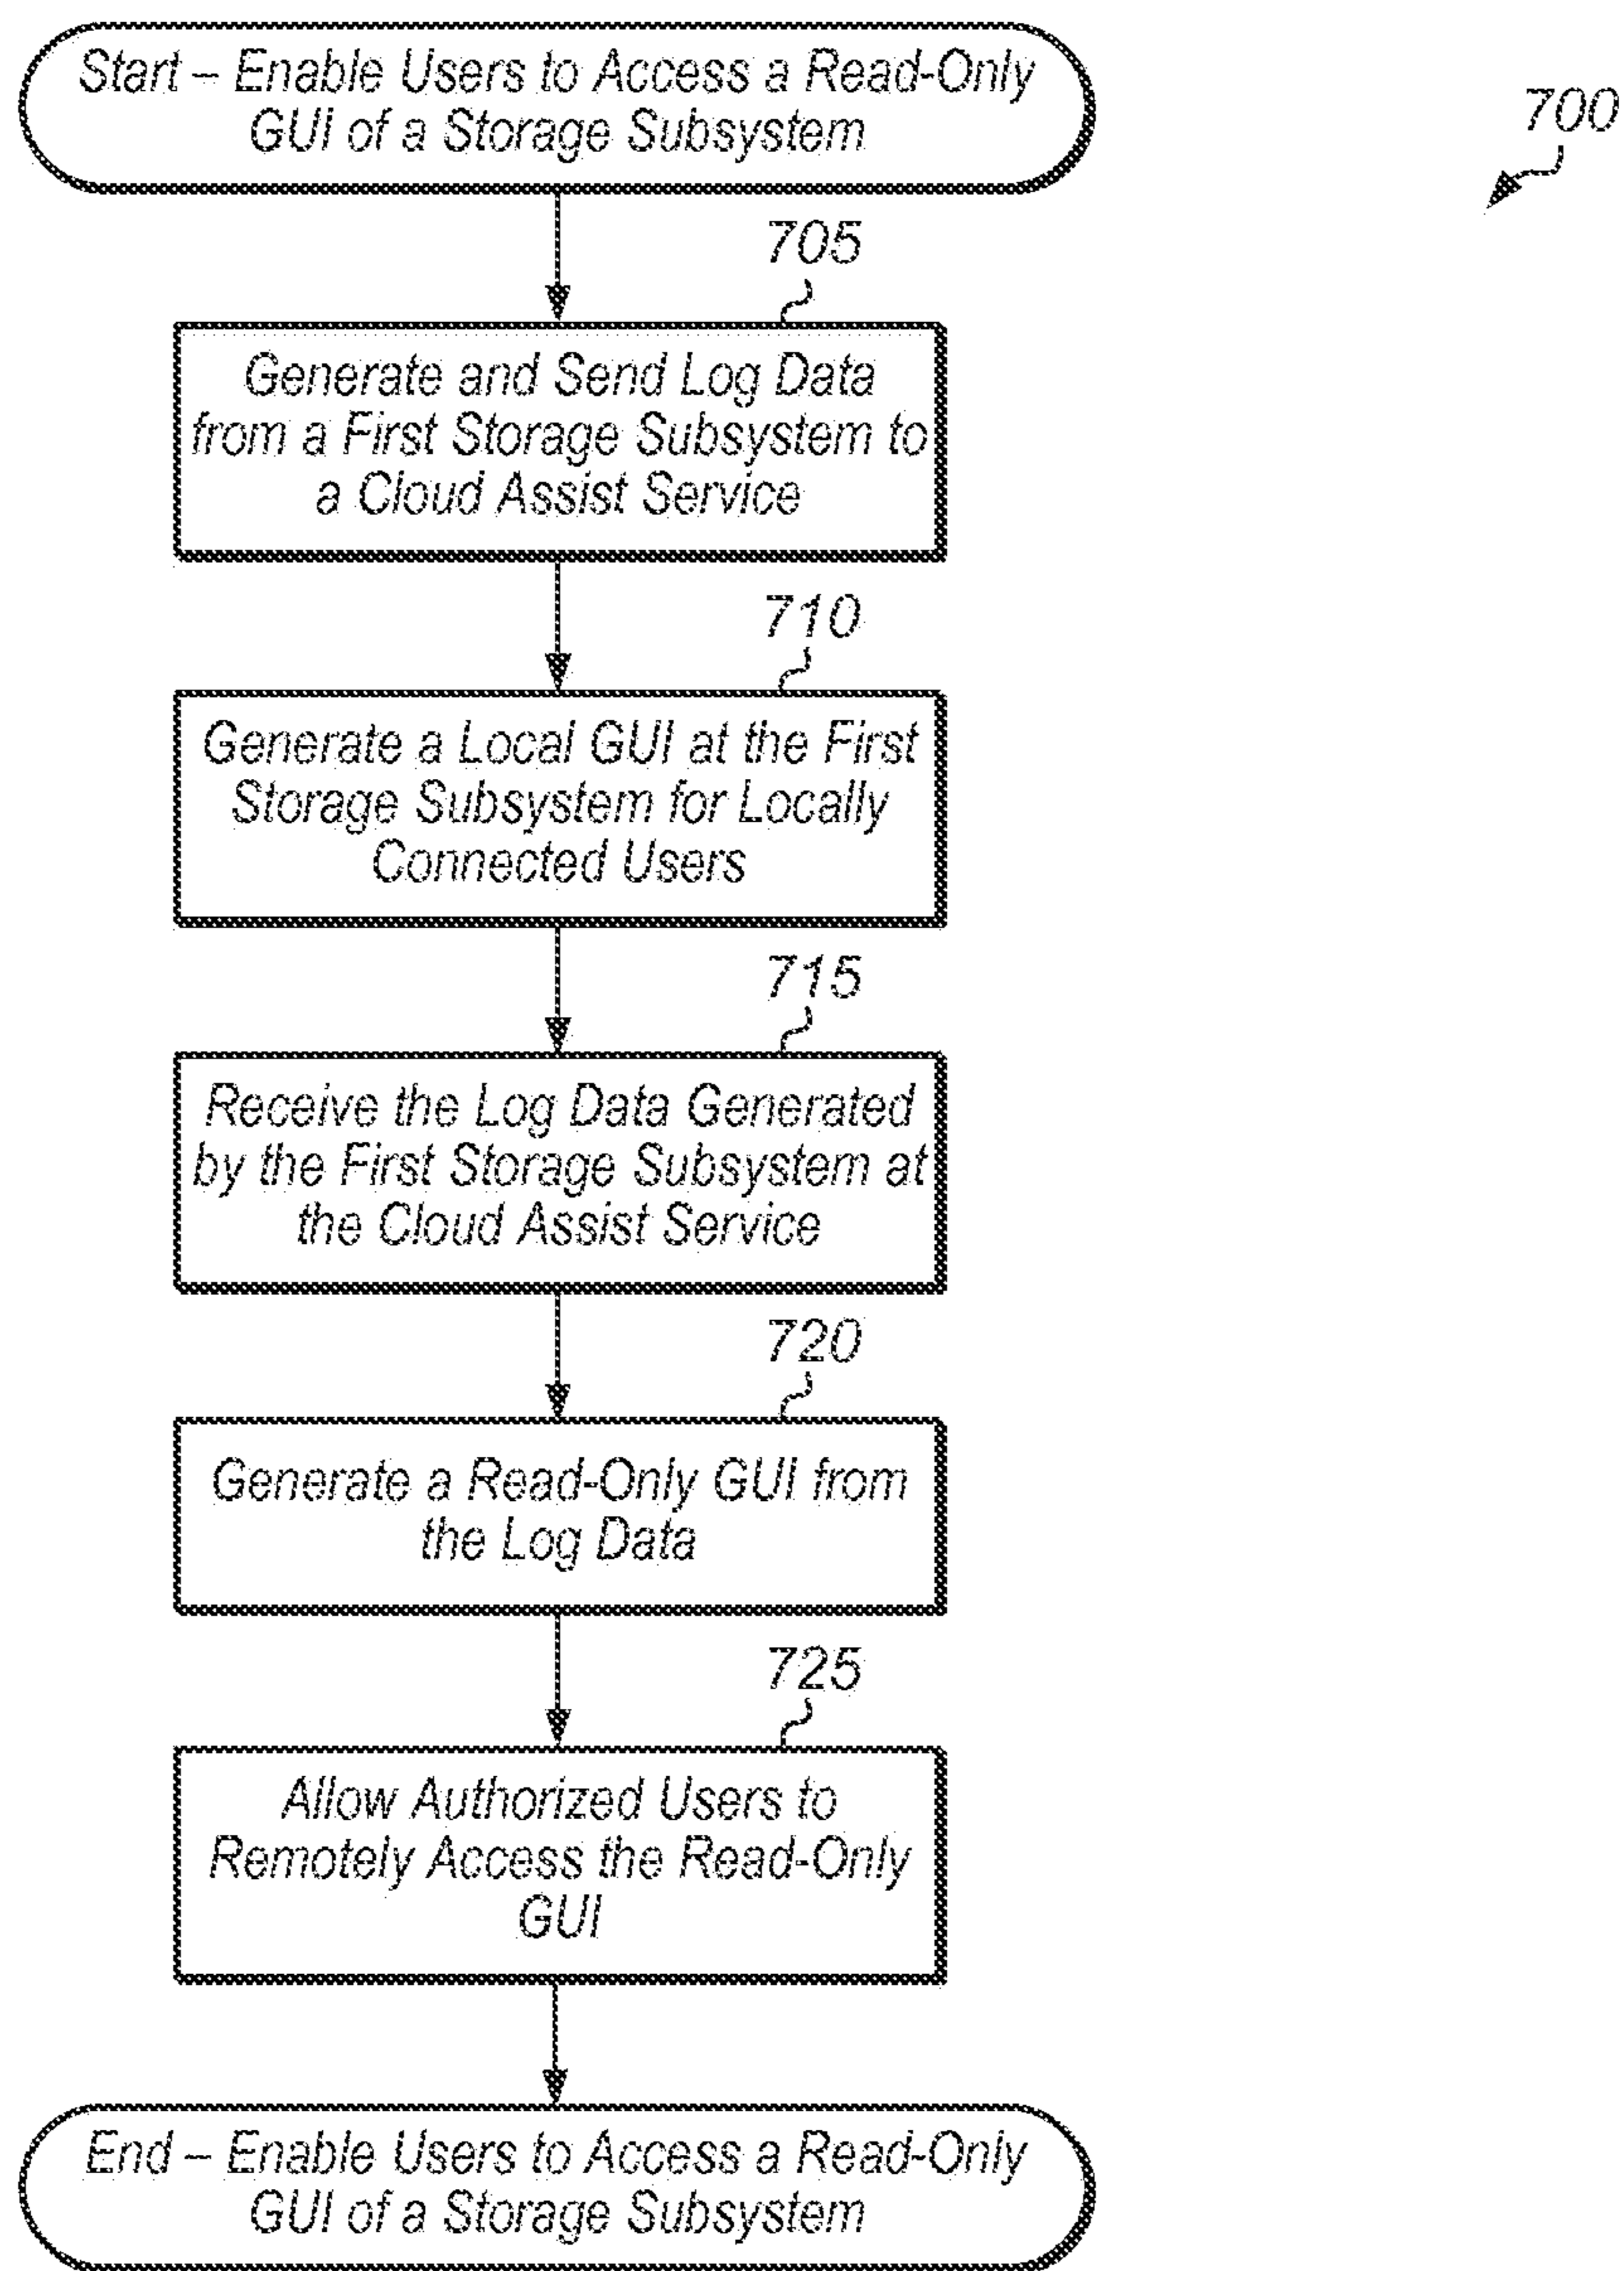 Start – Enable Users to Access a Read-Only
GUI of a Storage Subsystem
700
705
Generate and Send Log Data
from a First Storage Subsystem to
a Cloud Assist Service
710
Generate a Local GUI at the First
Storage Subsystem for Locally
Connected Users
715
Receive the Log Data Generated
by the First Storage Subsystem at
the Cloud Assist Service
720
Generate a Read-Only GUI from
the Log Data
725
Allow Authorized Users to
Remotely Access the Read-Only
GUI
End – Enable Users to Access a Read-Only
GUI of a Storage Subsystem